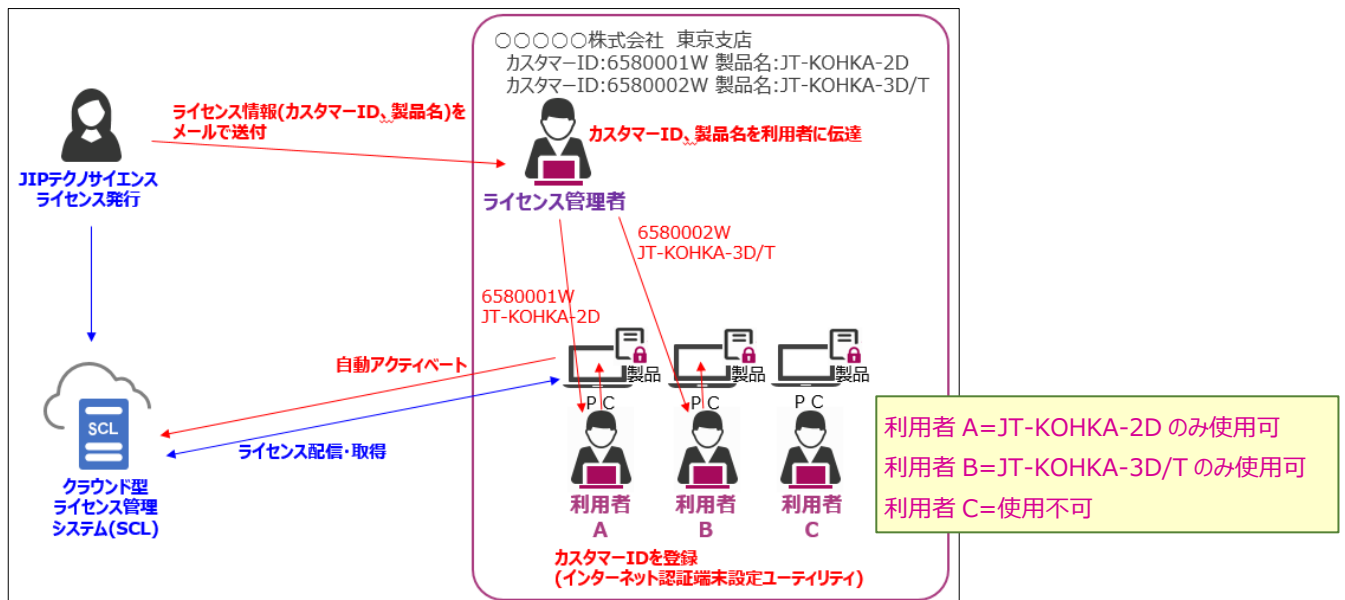 ○○○○○株式会社 東京支店
カスタマーID:6580001W 製品名:JT-KOHKA-2D
カスタマーID:6580002W 製品名:JT-KOHKA-3D/T
ライセンス情報(カスタマーID、製品名)を
メールで送付
カスタマーID、製品名を利用者に伝達
JIPテクノサイエンス
ライセンス発行
ライセンス管理者
6580002W
JT-KOHKA-3D/T
6580001W
JT-KOHKA-2D
自動アクティベート
製品
製品
製品
PC
PC
PC
SCL
ライセンス配信・取得
クラウンド型
ライセンス管理
システム(SCL)
利用者
A
利用者
B
利用者
C
カスタマーIDを登録
(インターネット認証端末設定ユーティリティ)
利用者 A=JT-KOHKA-2D のみ使用可
利用者 B=JT-KOHKA-3D/T のみ使用可
利用者 C=使用不可